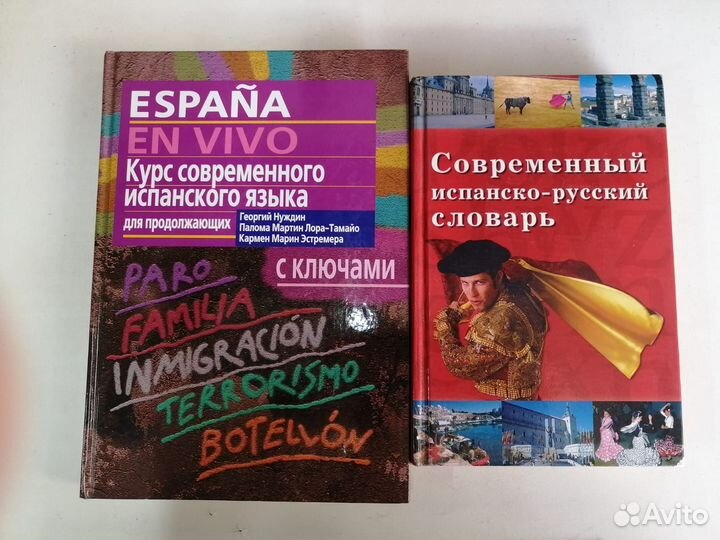 ESPAÑA
EN VIVO
Курс современного
испанского языка
для продолжающих
Георгий Нуждин
Палома Мартин Лора-Тамайо
Кармен Марин Эстремера
с ключами
PARO
FAMILIA
INMIGRACIÓN
TERRORISMO
BOTELLÓN
Современный
испанско-русский
словарь
Avito